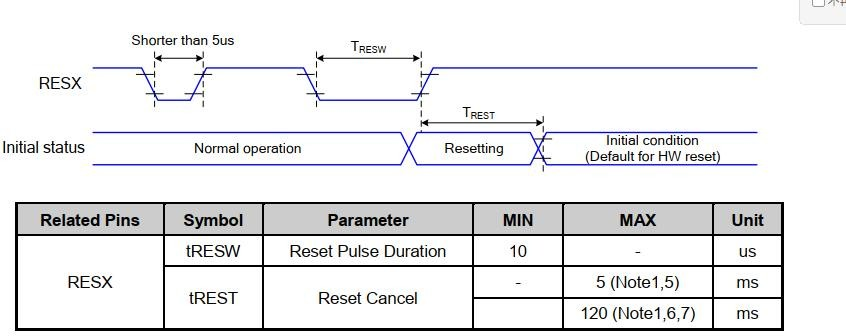 Shorter than 5us
TRESW
RESX
TREST
Initial status
Normal operation
Resetting
Initial condition
(Default for HW reset)
Related Pins Symbol Parameter MIN MAX Unit
RESX tRESW Reset Pulse Duration 10 - us
tREST Reset Cancel - 5 (Note1,5) ms
120 (Note1,6,7) ms